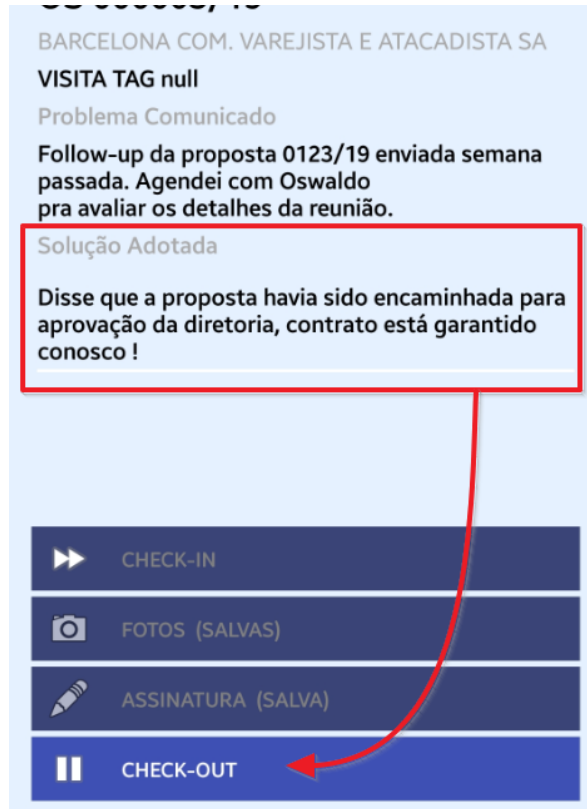 BARCELONA COM. VAREJISTA E ATACADISTA SA
VISITA TAG null
Problema Comunicado
Follow-up da proposta 0123/19 enviada semana
passada. Agendei com Oswaldo
pra avaliar os detalhes da reunião.
Solução Adotada
Disse que a proposta havia sido encaminhada para
aprovação da diretoria, contrato está garantido
conosco !
CHECK-IN
FOTOS (SALVAS)
ASSINATURA (SALVA)
CHECK-OUT